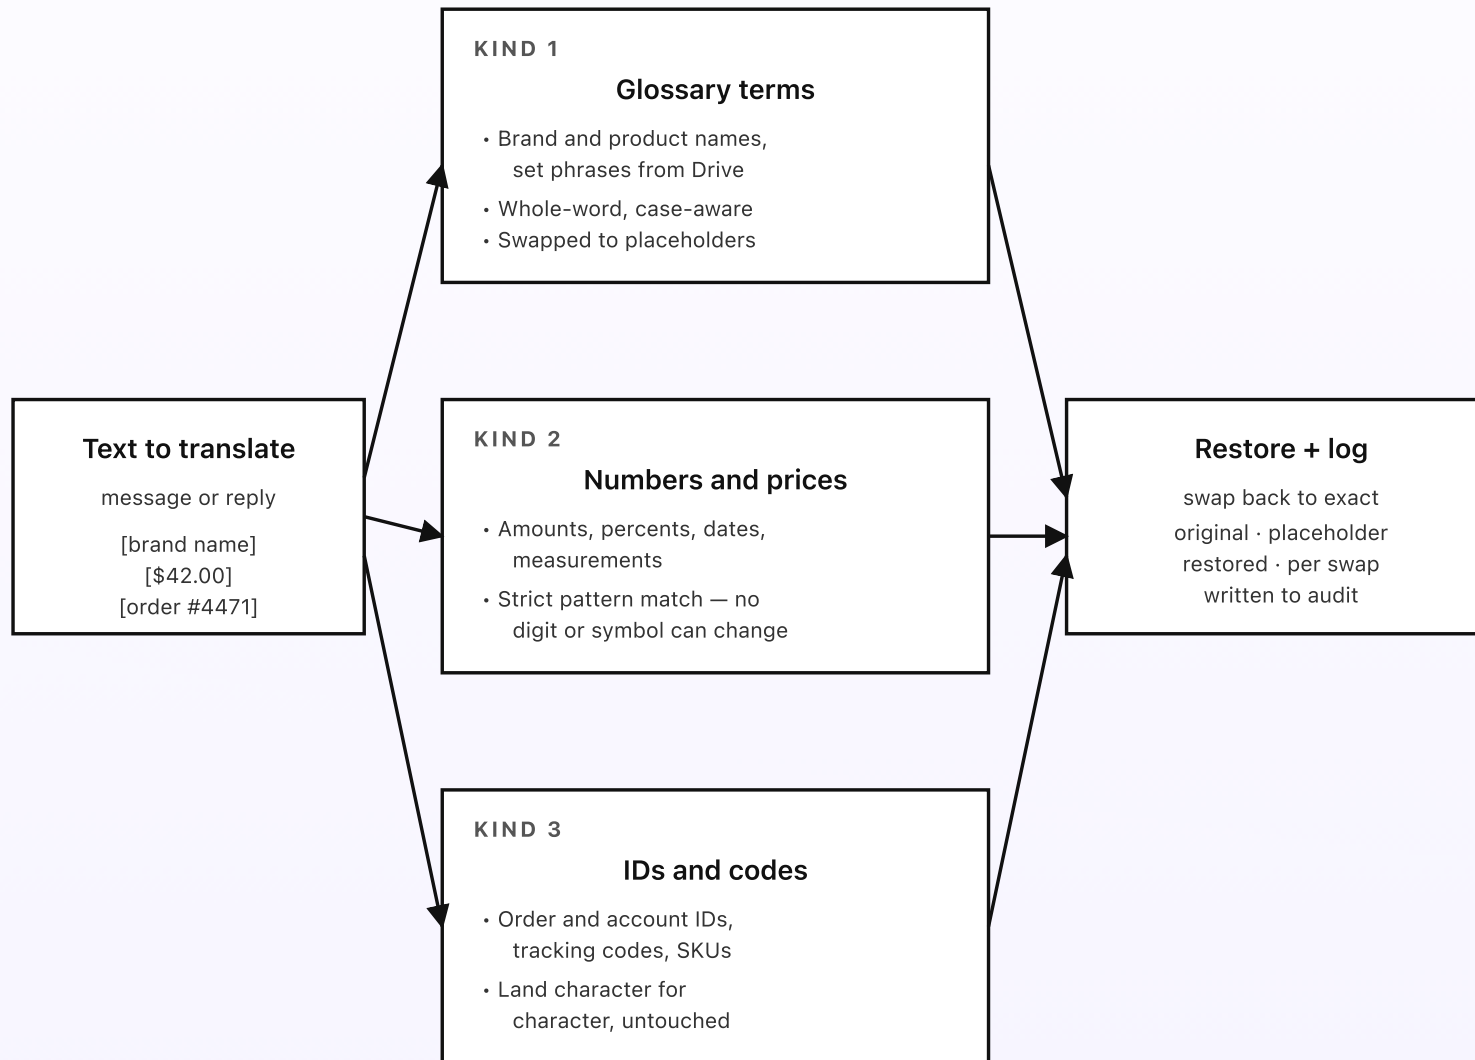 KIND 1
Glossary terms
• Brand and product names,
set phrases from Drive
• Whole-word, case-aware
• Swapped to placeholders
Text to translate
message or reply
[brand name]
[$42.00]
[order #4471]
KIND 2
Numbers and prices
• Amounts, percents, dates,
measurements
• Strict pattern match — no
digit or symbol can change
Restore + log
swap back to exact
original · placeholder
restored · per swap
written to audit
KIND 3
IDs and codes
• Order and account IDs,
tracking codes, SKUs
• Land character for
character, untouched